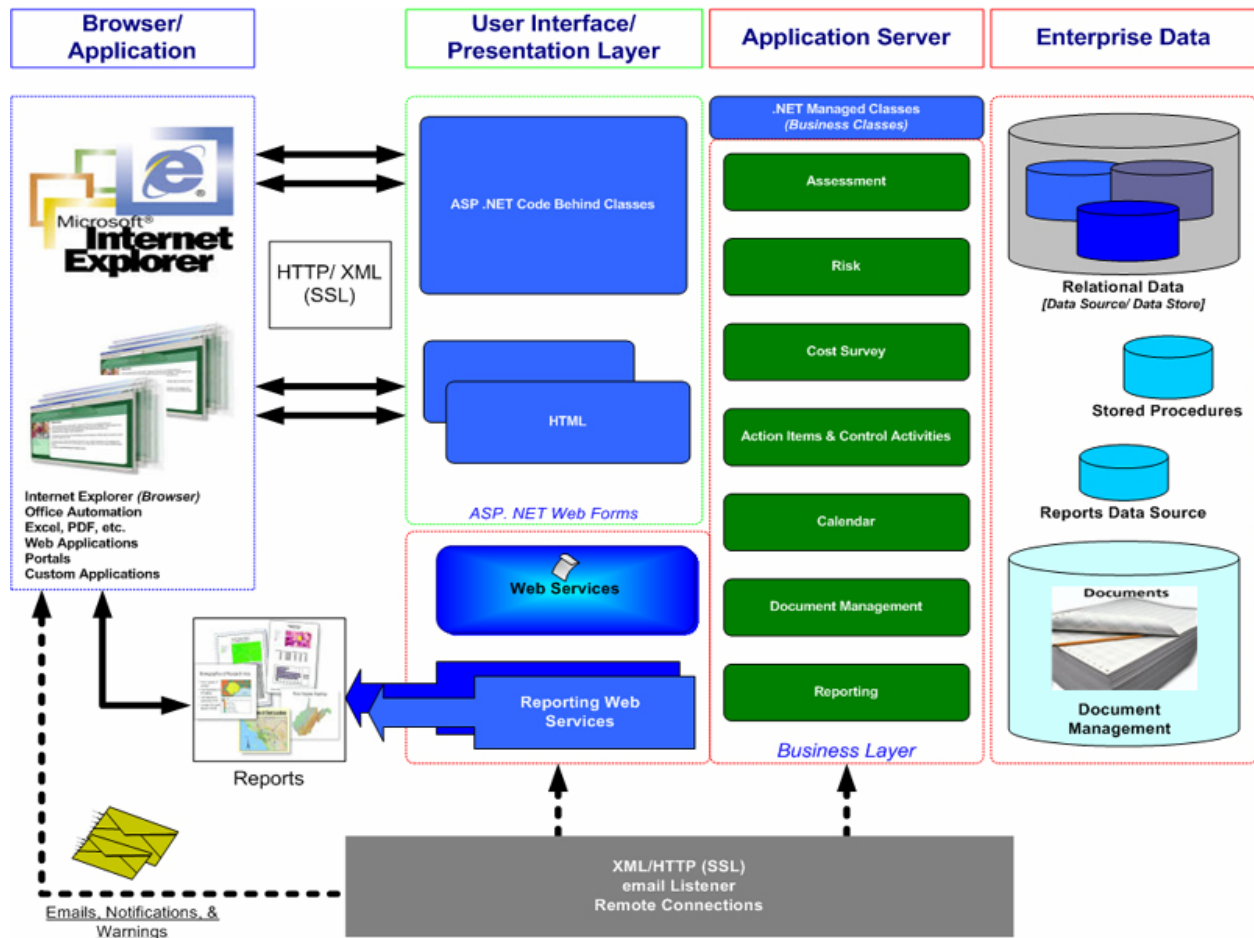 Browser/
Application
User Interface/
Presentation Layer
Application Server
Enterprise Data
Microsoft®
Internet
Explorer
HTTP/ XML
(SSL)
Internet Explorer (Browser)
Office Automation
Excel, PDF, etc.
Web Applications
Portals
Custom Applications
ASP .NET Code Behind Classes
HTML
ASP. NET Web Forms
Web Services
Reporting Web
Services
Reports
.NET Managed Classes
(Business Classes)
Assessment
Risk
Cost Survey
Action Items & Control Activities
Calendar
Document Management
Reporting
Business Layer
Relational Data
[Data Source/ Data Store]
Stored Procedures
Reports Data Source
Documents
Document
Management
XML/HTTP (SSL)
email Listener
Remote Connections
Emails, Notifications, &
Warnings